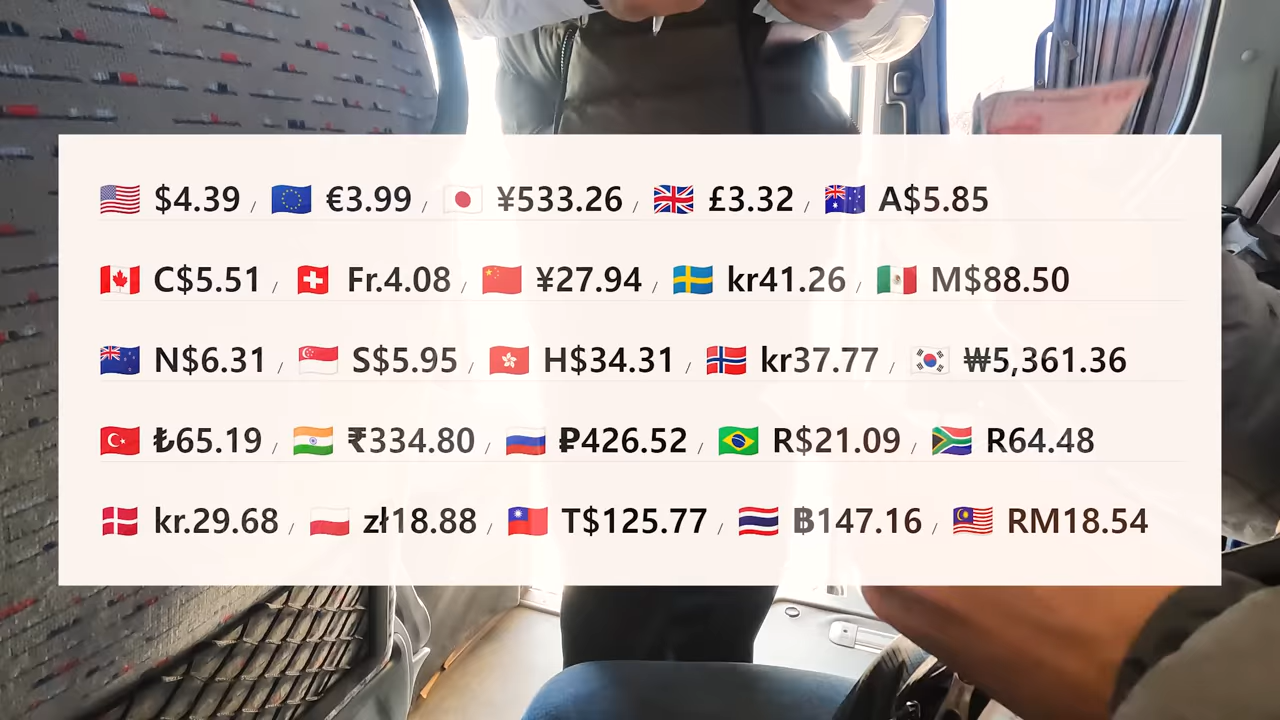 🇺🇸 $4.39 / 🇪🇺 €3.99 / 🇯🇵 ¥533.26 / 🇬🇧 £3.32 / 🇦🇺 A$5.85
🇨🇦 C$5.51 / 🇨🇭 Fr.4.08 / 🇨🇳 ¥27.94 / 🇸🇪 kr41.26 / 🇲🇽 M$88.50
🇳🇿 N$6.31 / 🇸🇬 S$5.95 / 🇭🇰 H$34.31 / 🇳🇴 kr37.77 / 🇰🇷 ₩5,361.36
🇹🇷 ₺65.19 / 🇮🇳 ₹334.80 / 🇷🇺 ₽426.52 / 🇧🇷 R$21.09 / 🇿🇦 R64.48
🇩🇰 kr.29.68 / 🇵🇱 zł18.88 / 🇹🇼 T$125.77 / 🇹🇭 ฿147.16 / 🇲🇾 RM18.54